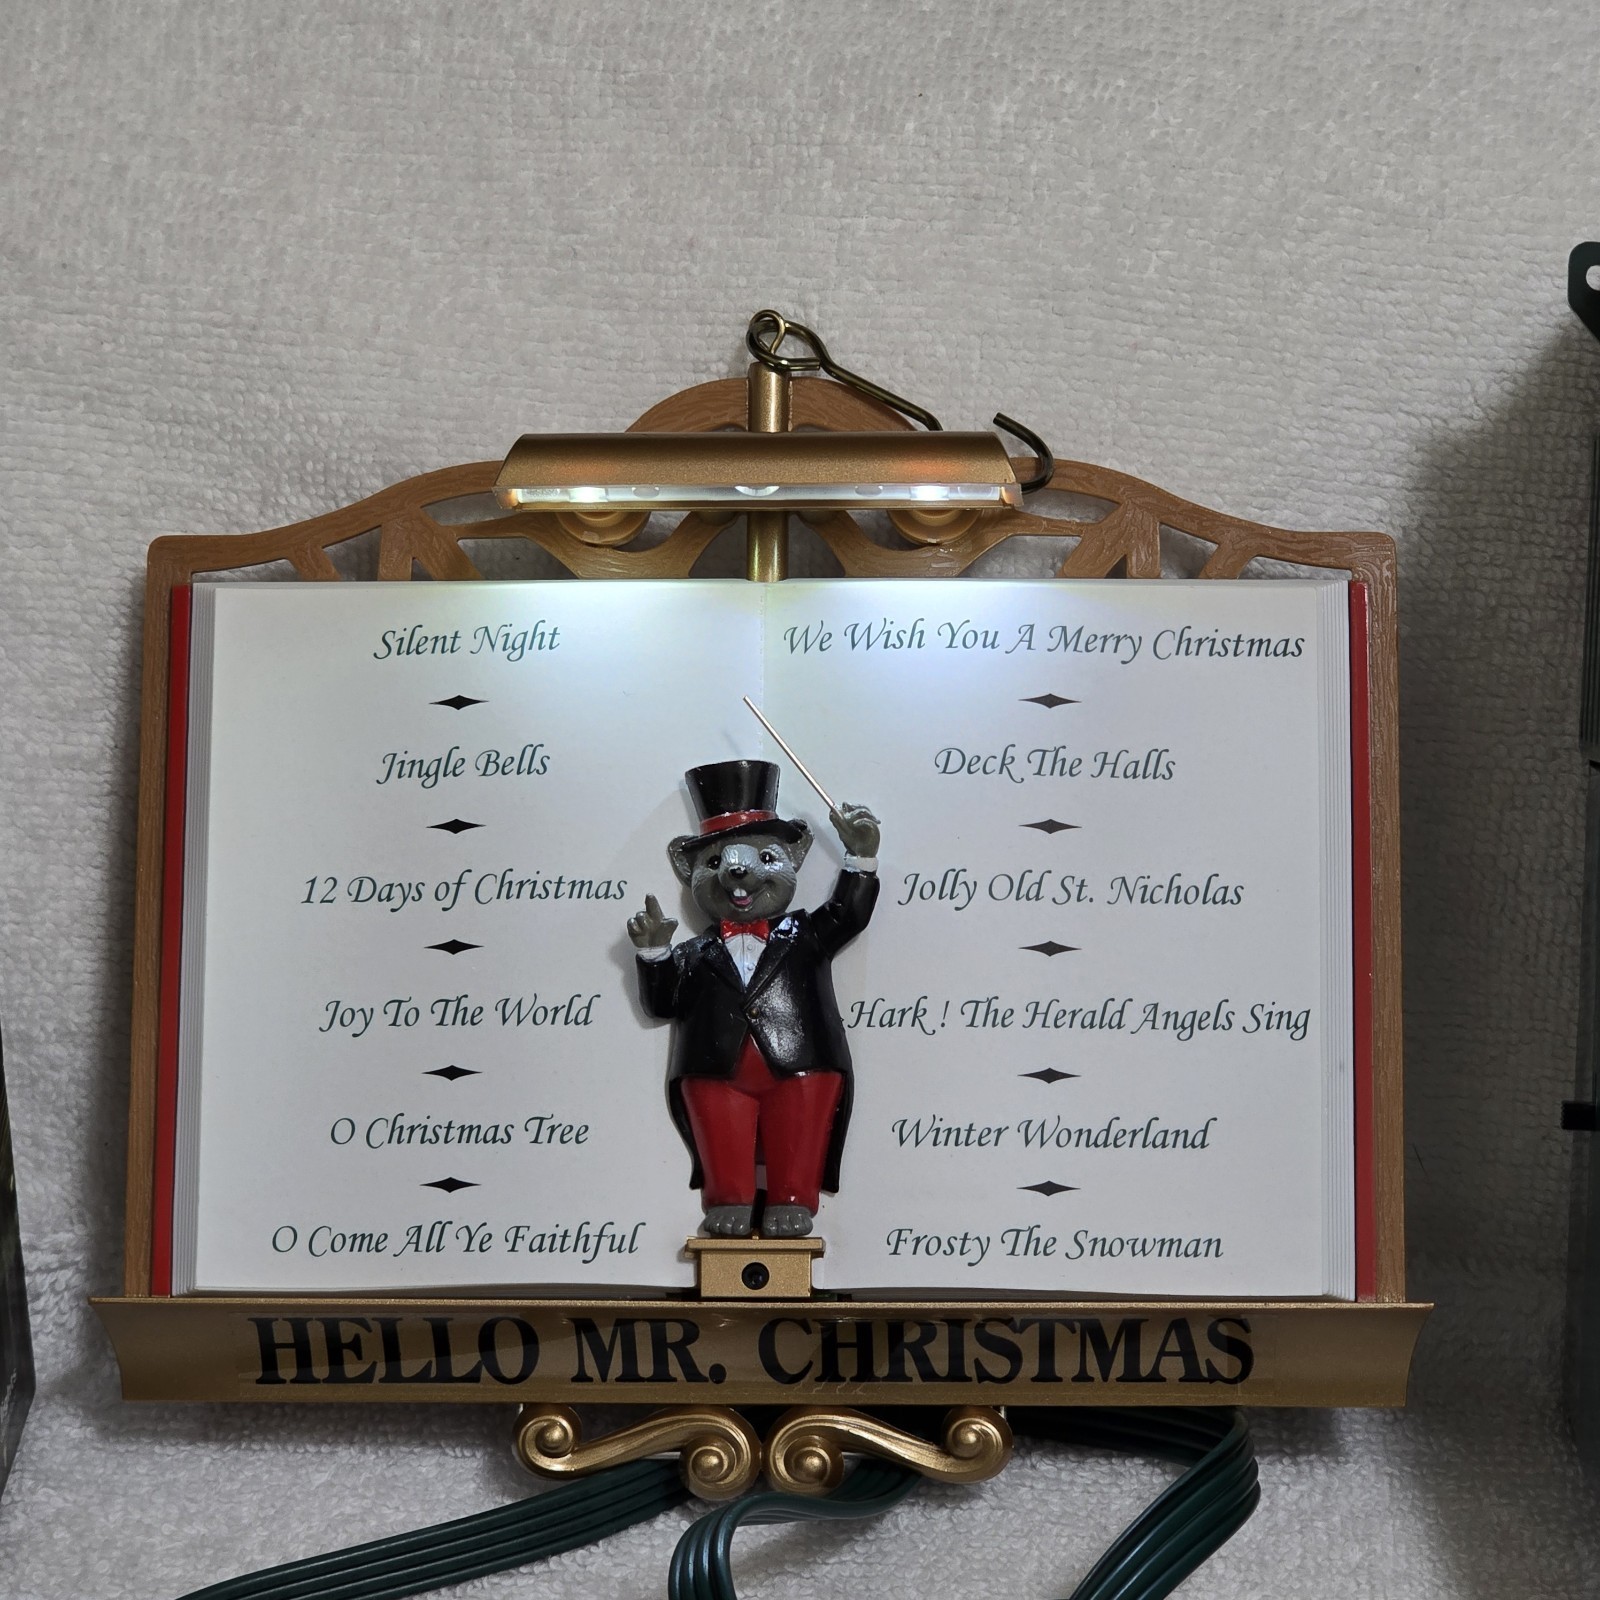 Silent Night
Jingle Bells
12 Days of Christmas
Joy To The World
O Christmas Tree
O Come All Ye Faithful
We Wish You A Merry Christmas
Deck The Halls
Jolly Old St. Nicholas
Hark ! The Herald Angels Sing
Winter Wonderland
Frosty The Snowman
HELLO MR. CHRISTMAS